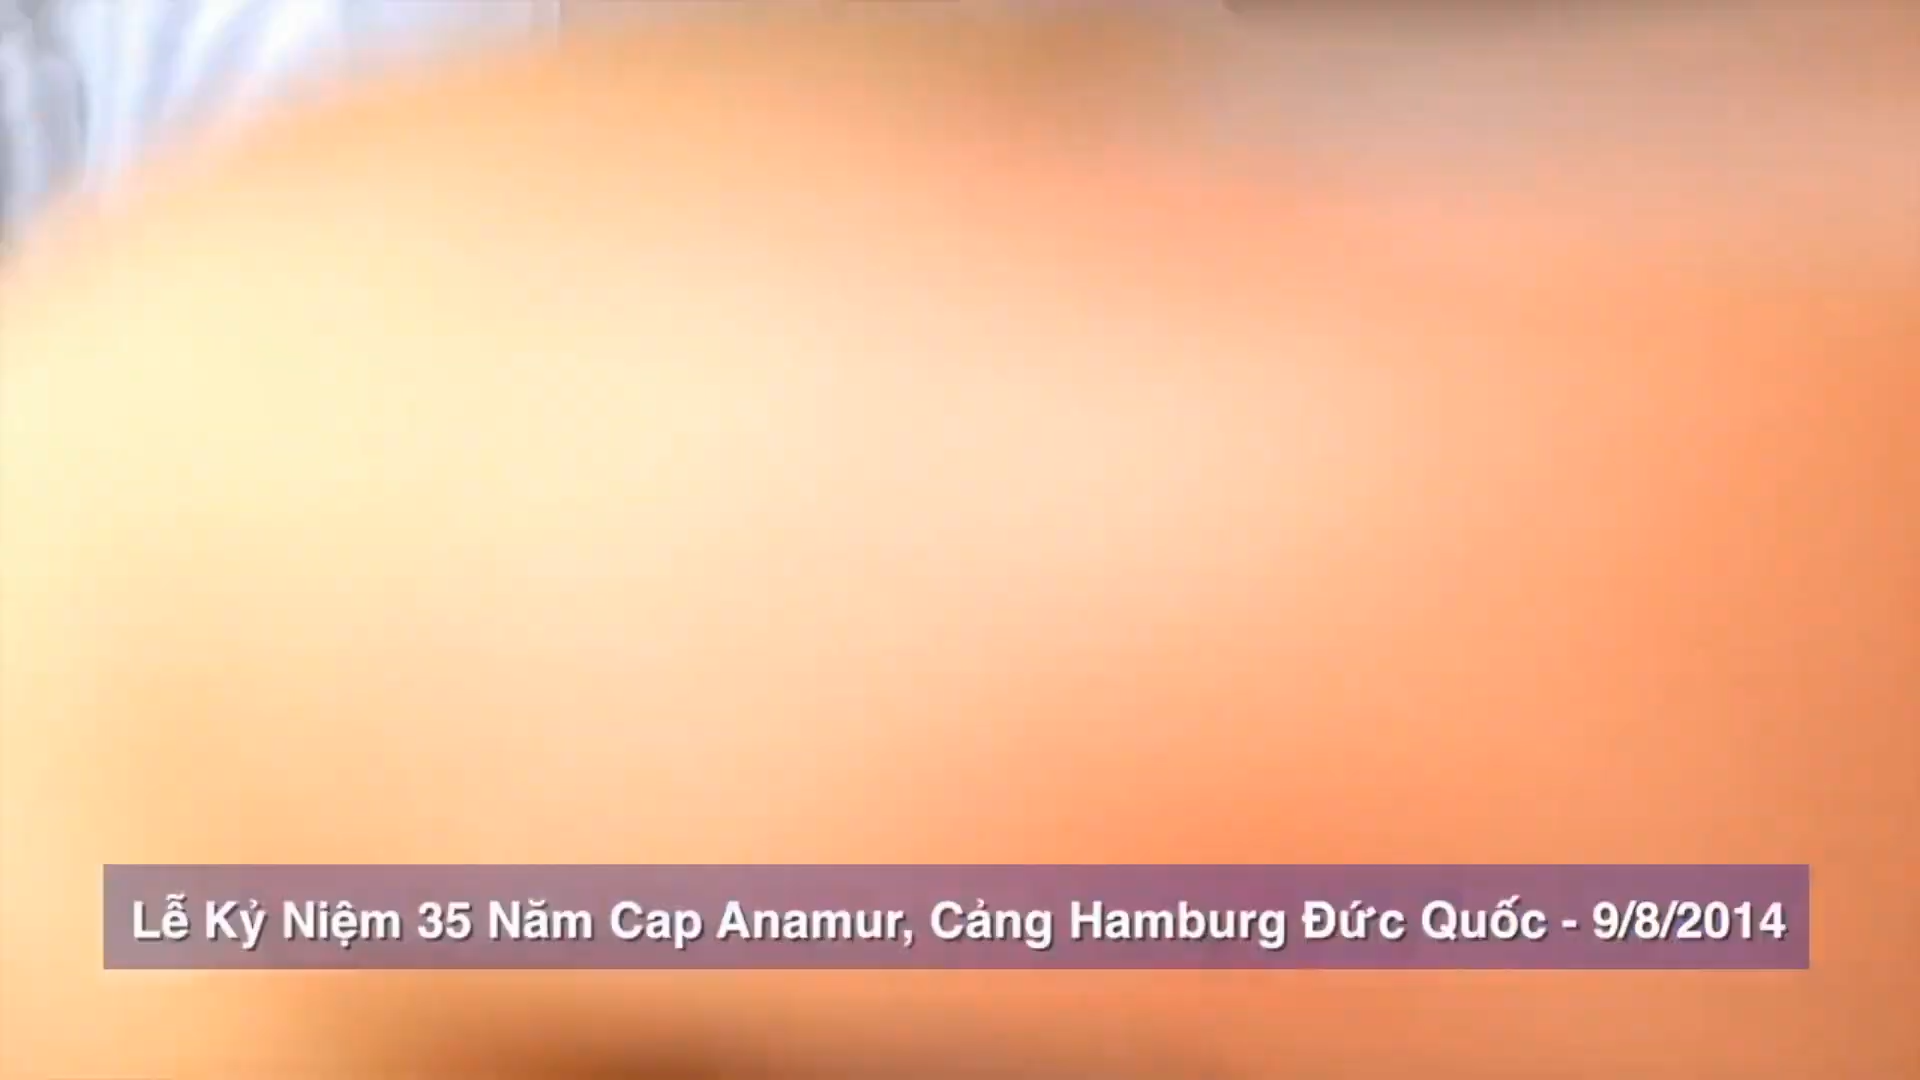 Lễ Kỷ Niệm 35 Năm Cap Anamur, Cảng Hamburg Đức Quốc - 9/8/2014